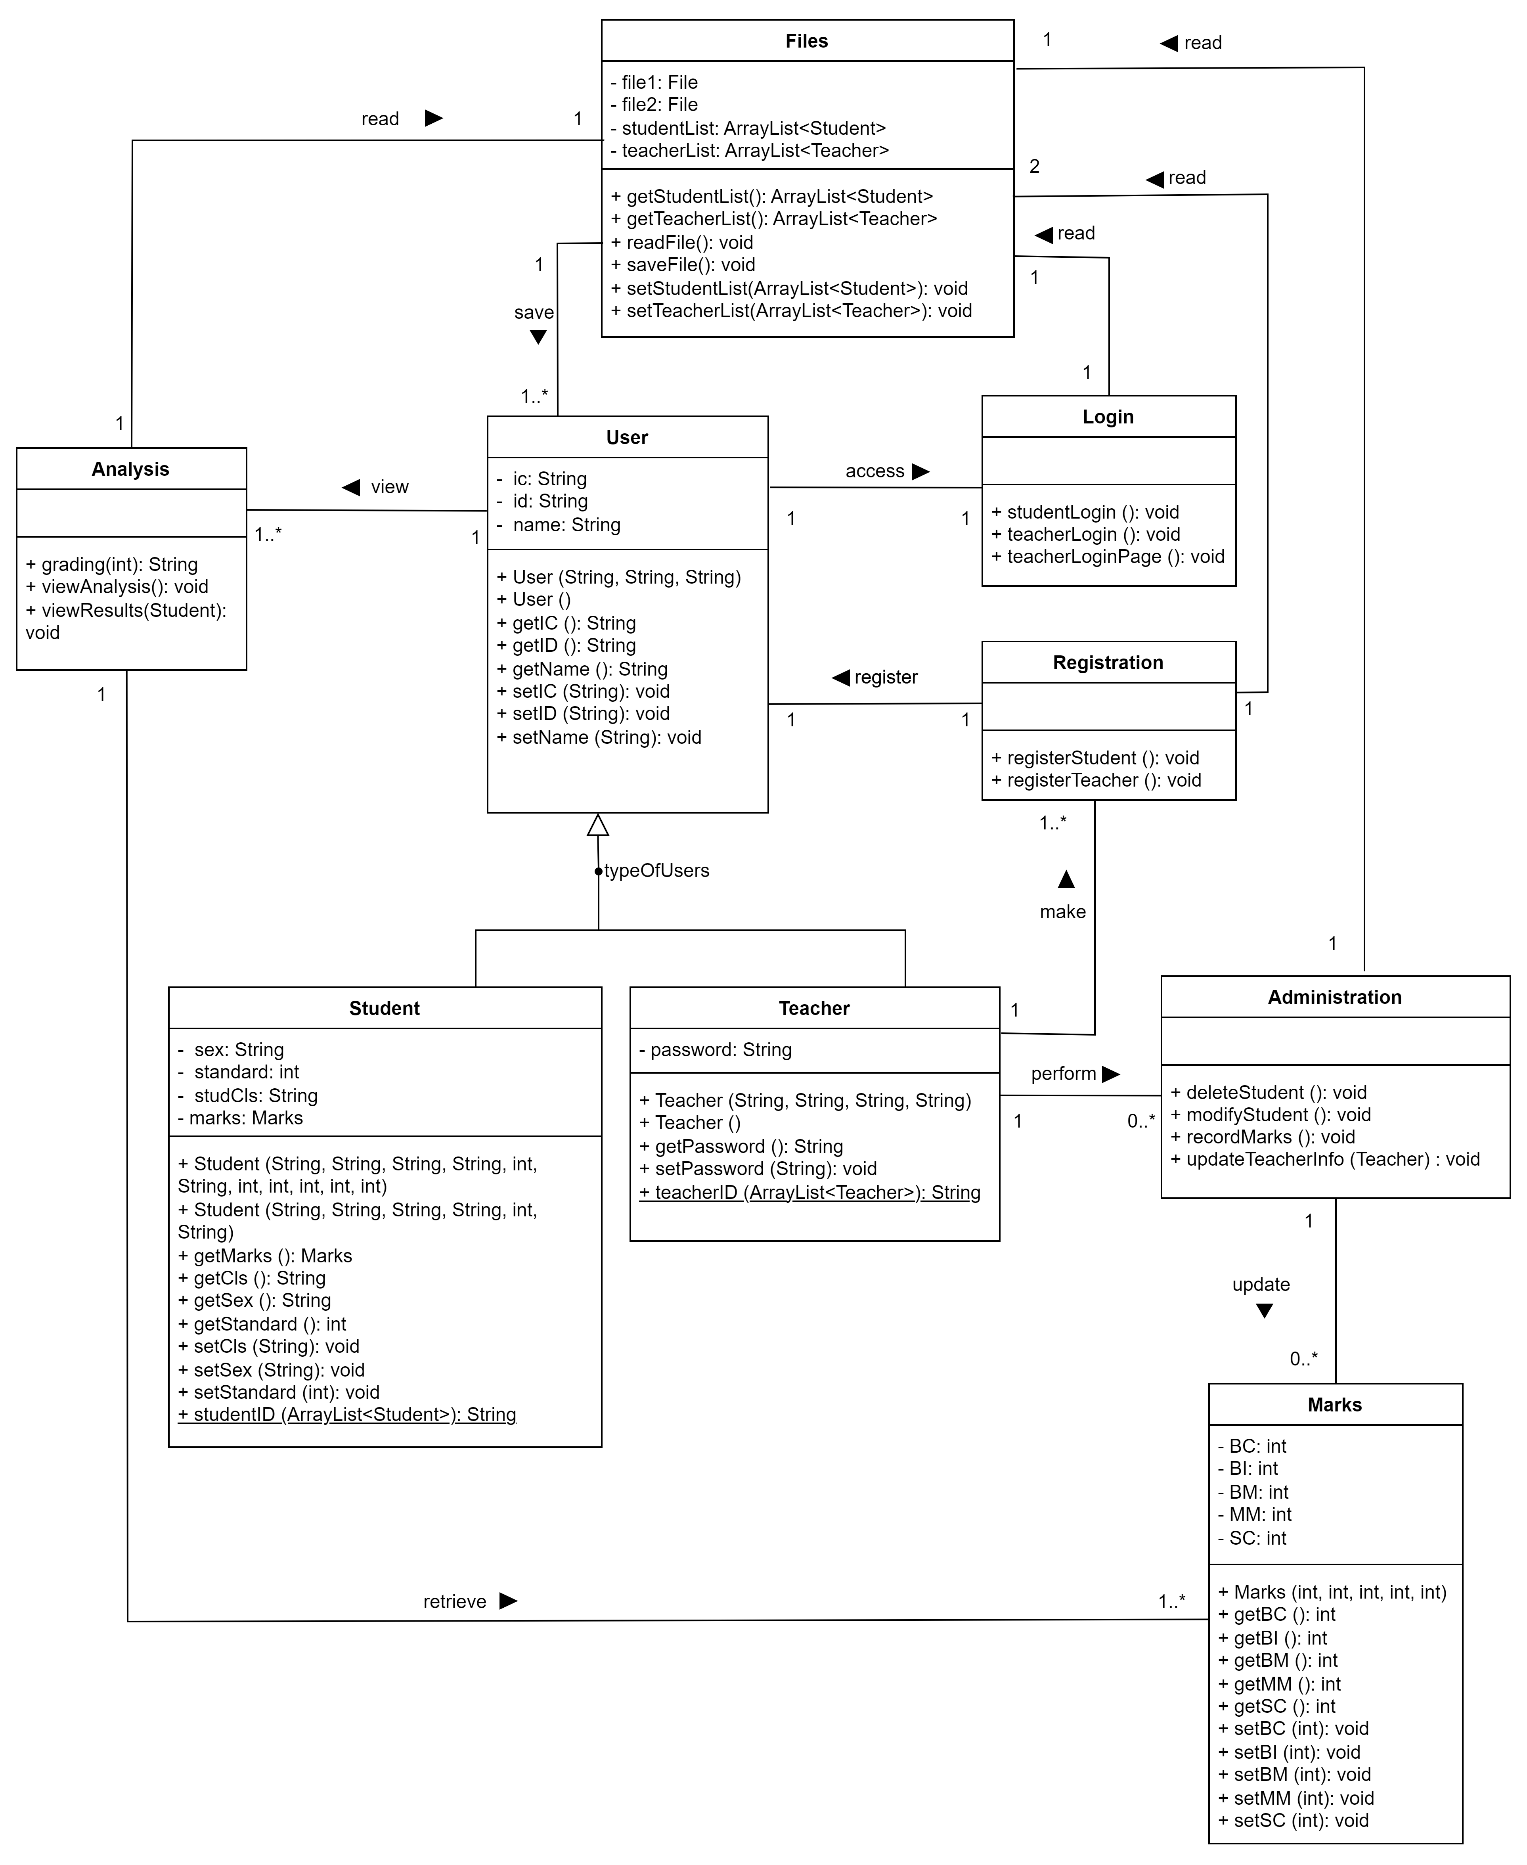 Files
- file1: File
- file2: File
- studentList: ArrayList<Student>
- teacherList: ArrayList<Teacher>
+ getStudentList(): ArrayList<Student>
+ getTeacherList(): ArrayList<Teacher>
+ readFile(): void
+ saveFile(): void
+ setStudentList(ArrayList<Student>): void
+ setTeacherList(ArrayList<Teacher>): void
1
read
read
1
2
read
read
1
1
save
1..*
1
1
Analysis
+ grading(int): String
+ viewAnalysis(): void
+ viewResults(Student):
void
view
1..*
1
User
- ic: String
- id: String
- name: String
+ User (String, String, String)
+ User ()
+ getIC (): String
+ getID (): String
+ getName (): String
+ setIC (String): void
+ setID (String): void
+ setName (String): void
access
1
1
Login
+ studentLogin (): void
+ teacherLogin (): void
+ teacherLoginPage (): void
register
1
1
Registration
+ registerStudent (): void
+ registerTeacher (): void
1
1
1..*
make
typeOfUsers
1
Student
- sex: String
- standard: int
- studCls: String
- marks: Marks
+ Student (String, String, String, String, int,
String, int, int, int, int, int)
+ Student (String, String, String, String, int,
String)
+ getMarks (): Marks
+ getCls (): String
+ getSex (): String
+ getStandard (): int
+ setCls (String): void
+ setSex (String): void
+ setStandard (int): void
+ studentID (ArrayList<Student>): String
Teacher
- password: String
+ Teacher (String, String, String, String)
+ Teacher ()
+ getPassword (): String
+ setPassword (String): void
+ teacherID (ArrayList<Teacher>): String
1
perform
1
0..*
Administration
+ deleteStudent (): void
+ modifyStudent (): void
+ recordMarks (): void
+ updateTeacherInfo (Teacher) : void
1
update
0..*
Marks
- BC: int
- BI: int
- BM: int
- MM: int
- SC: int
+ Marks (int, int, int, int, int)
+ getBC (): int
+ getBI (): int
+ getBM (): int
+ getMM (): int
+ getSC (): int
+ setBC (int): void
+ setBI (int): void
+ setBM (int): void
+ setMM (int): void
+ setSC (int): void
retrieve
1..*